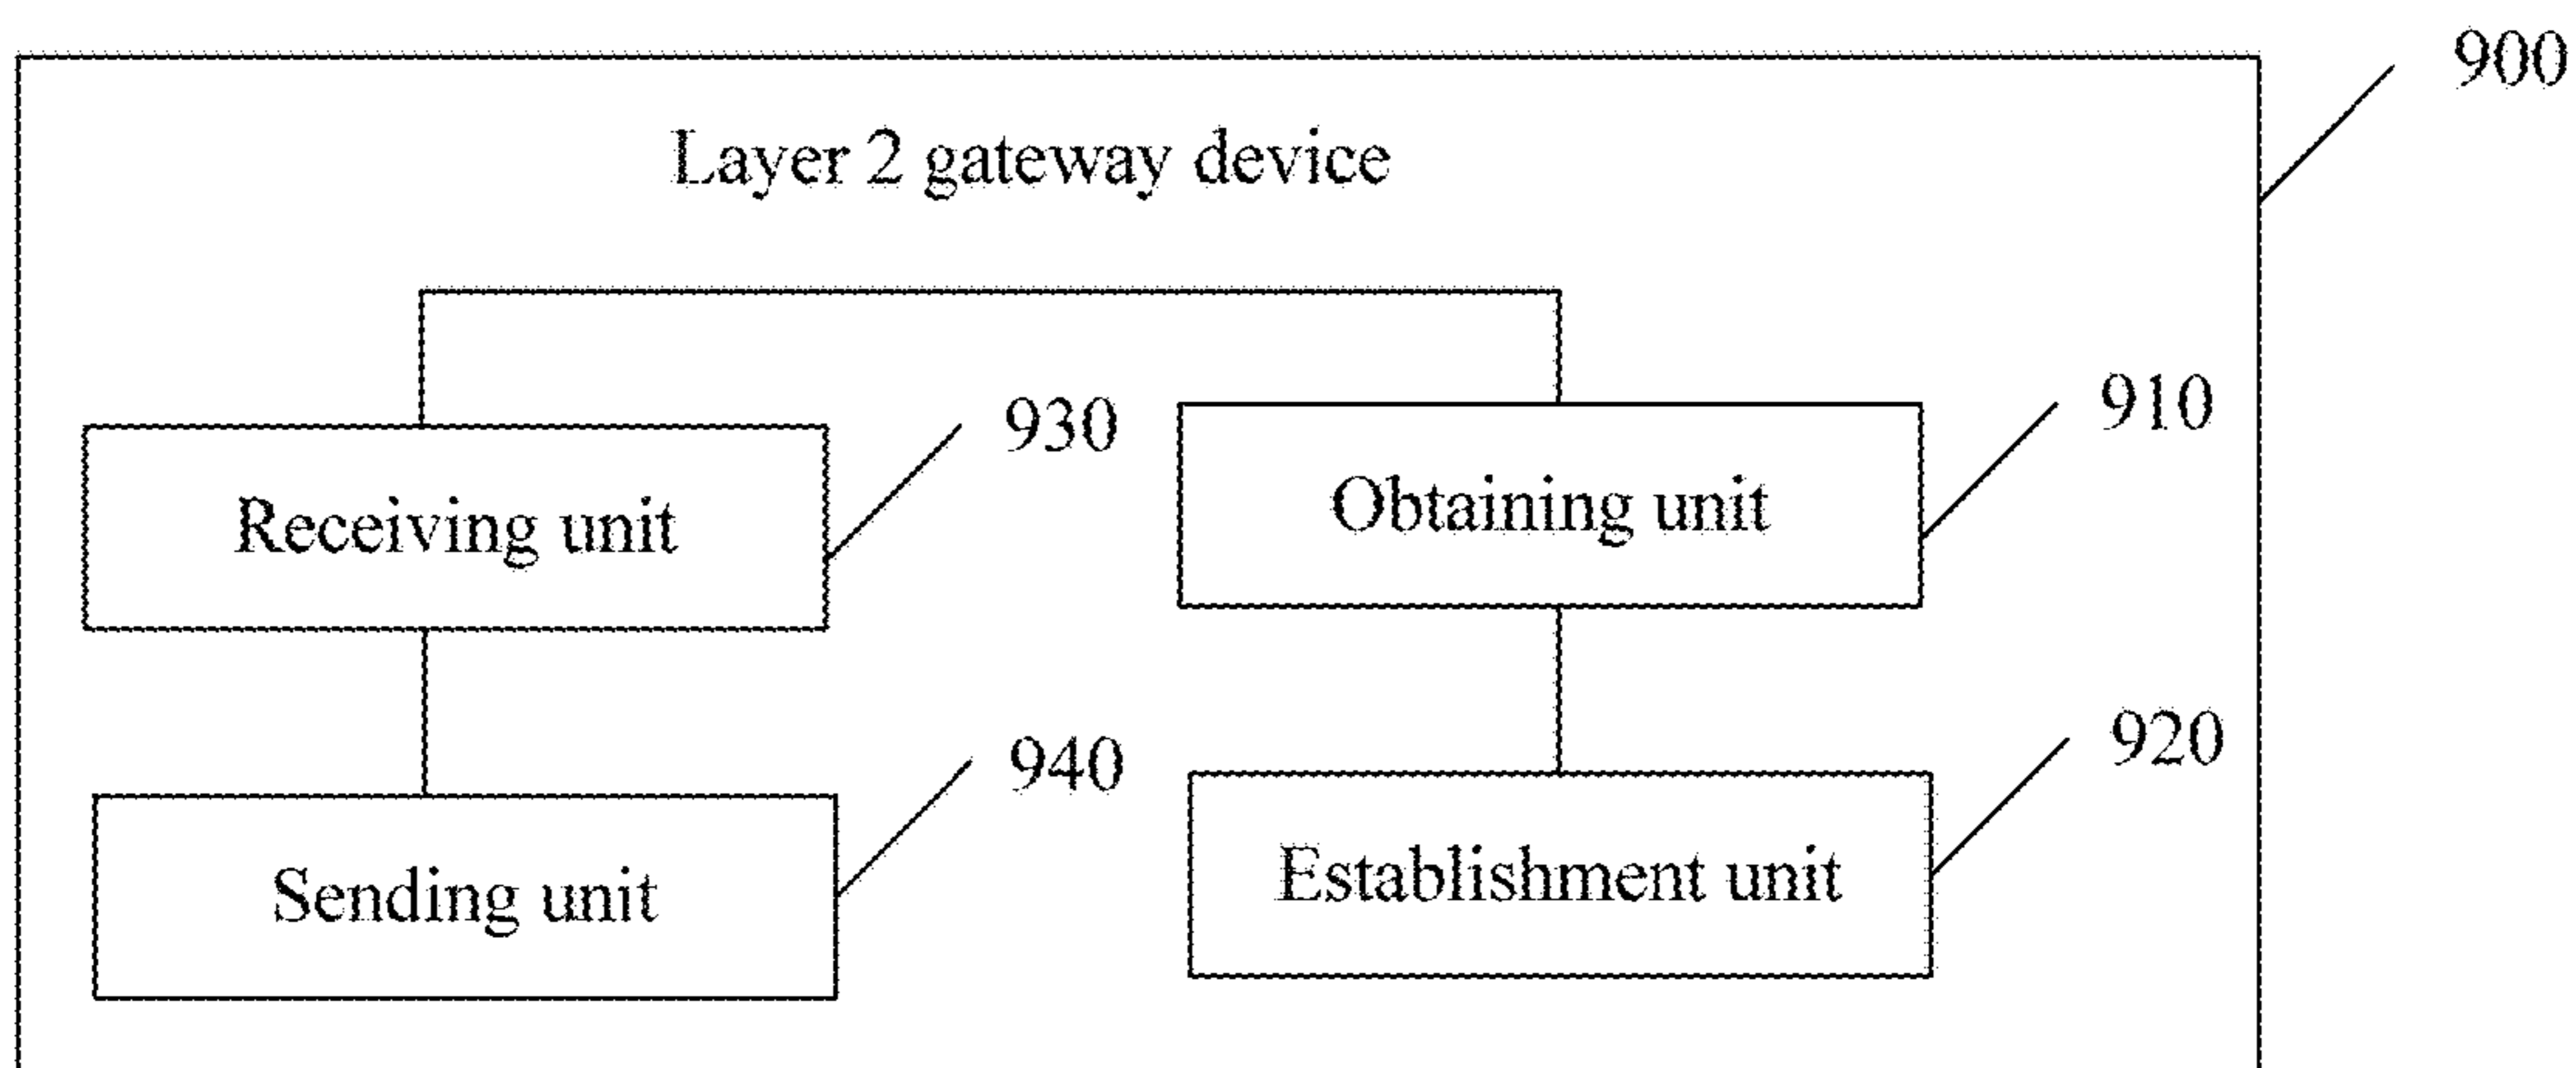 900
Layer 2 gateway device
930
910
Receiving unit
Obtaining unit
940
920
Sending unit
Establishment unit